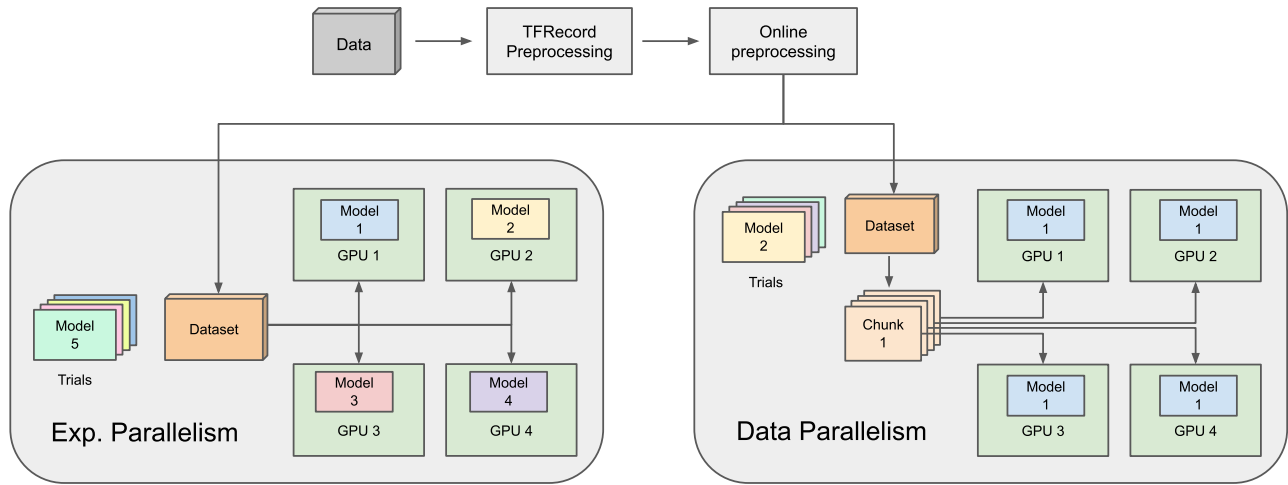 Data
TFRecord
Preprocessing
Online
preprocessing
Model
1
GPU 1
Model
2
GPU 2
Model
5
Trials
Dataset
Model
3
GPU 3
Model
4
GPU 4
Exp. Parallelism
Model
2
Trials
Dataset
Chunk
1
Model
1
GPU 1
Model
1
GPU 2
Model
1
GPU 3
Model
1
GPU 4
Data Parallelism